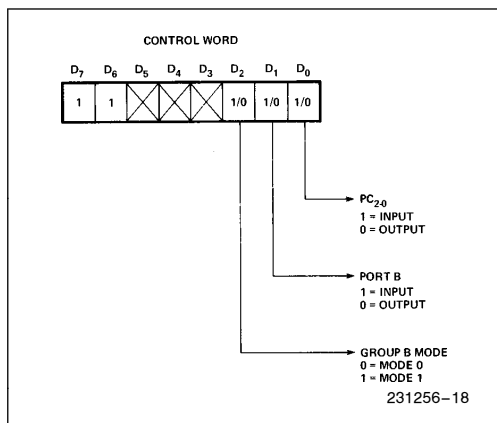 CONTROL WORD
D7 D6 D5 D4 D3 D2 D1 D0
1 1 1/0 1/0 1/0
PC2-0
1 = INPUT
0 = OUTPUT
PORT B
1 = INPUT
0 = OUTPUT
GROUP B MODE
0 = MODE 0
1 = MODE 1
231256–18